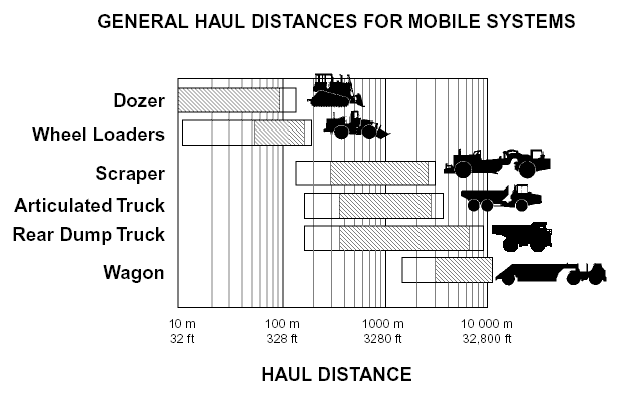 GENERAL HAUL DISTANCES FOR MOBILE SYSTEMS
Dozer
Wheel Loaders
Scraper
Articulated Truck
Rear Dump Truck
Wagon
10 m 100 m 1000 m 10 000 m
32 ft 328 ft 3280 ft 32,800 ft
HAUL DISTANCE